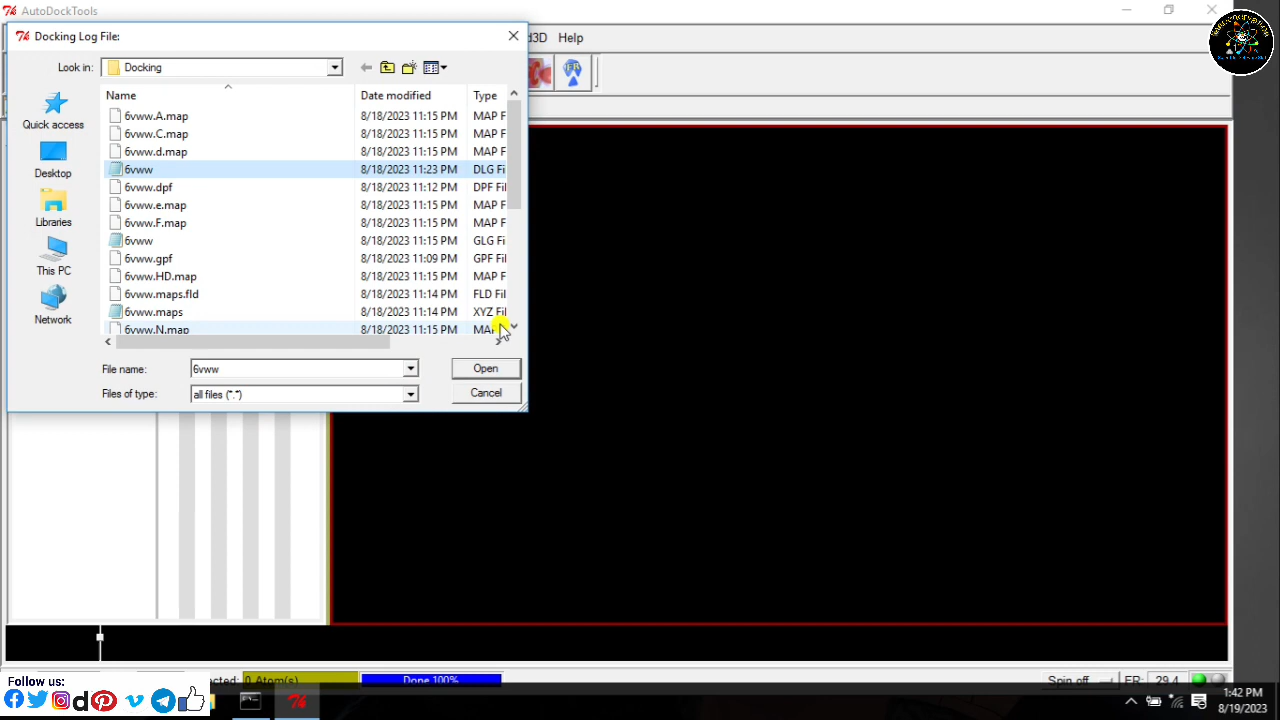 AutoDockTools
Docking Log File:
d3D Help
Look in: Docking
Name Date modified Type
6vww.A.map 8/18/2023 11:15 PM MAP F
6vww.C.map 8/18/2023 11:15 PM MAP F
6vww.d.map 8/18/2023 11:15 PM MAP F
6vww 8/18/2023 11:23 PM DLG Fi
6vww.dpf 8/18/2023 11:12 PM DPF Fil
6vww.e.map 8/18/2023 11:15 PM MAP F
6vww.F.map 8/18/2023 11:15 PM MAP F
6vww 8/18/2023 11:15 PM GLG Fi
6vww.gpf 8/18/2023 11:09 PM GPF Fil
6vww.HD.map 8/18/2023 11:15 PM MAP F
6vww.maps.fld 8/18/2023 11:14 PM FLD Fil
6vww.maps 8/18/2023 11:14 PM XYZ Fil
6vww.N.map 8/18/2023 11:15 PM MAP
Quick access
Desktop
Libraries
This PC
Network
File name: 6vww Open
Files of type: all files (*.*) Cancel
ected: 0 Atom(s) Done 100% Spin off FR: 29.4
Follow us:
1:42 PM
8/19/2023